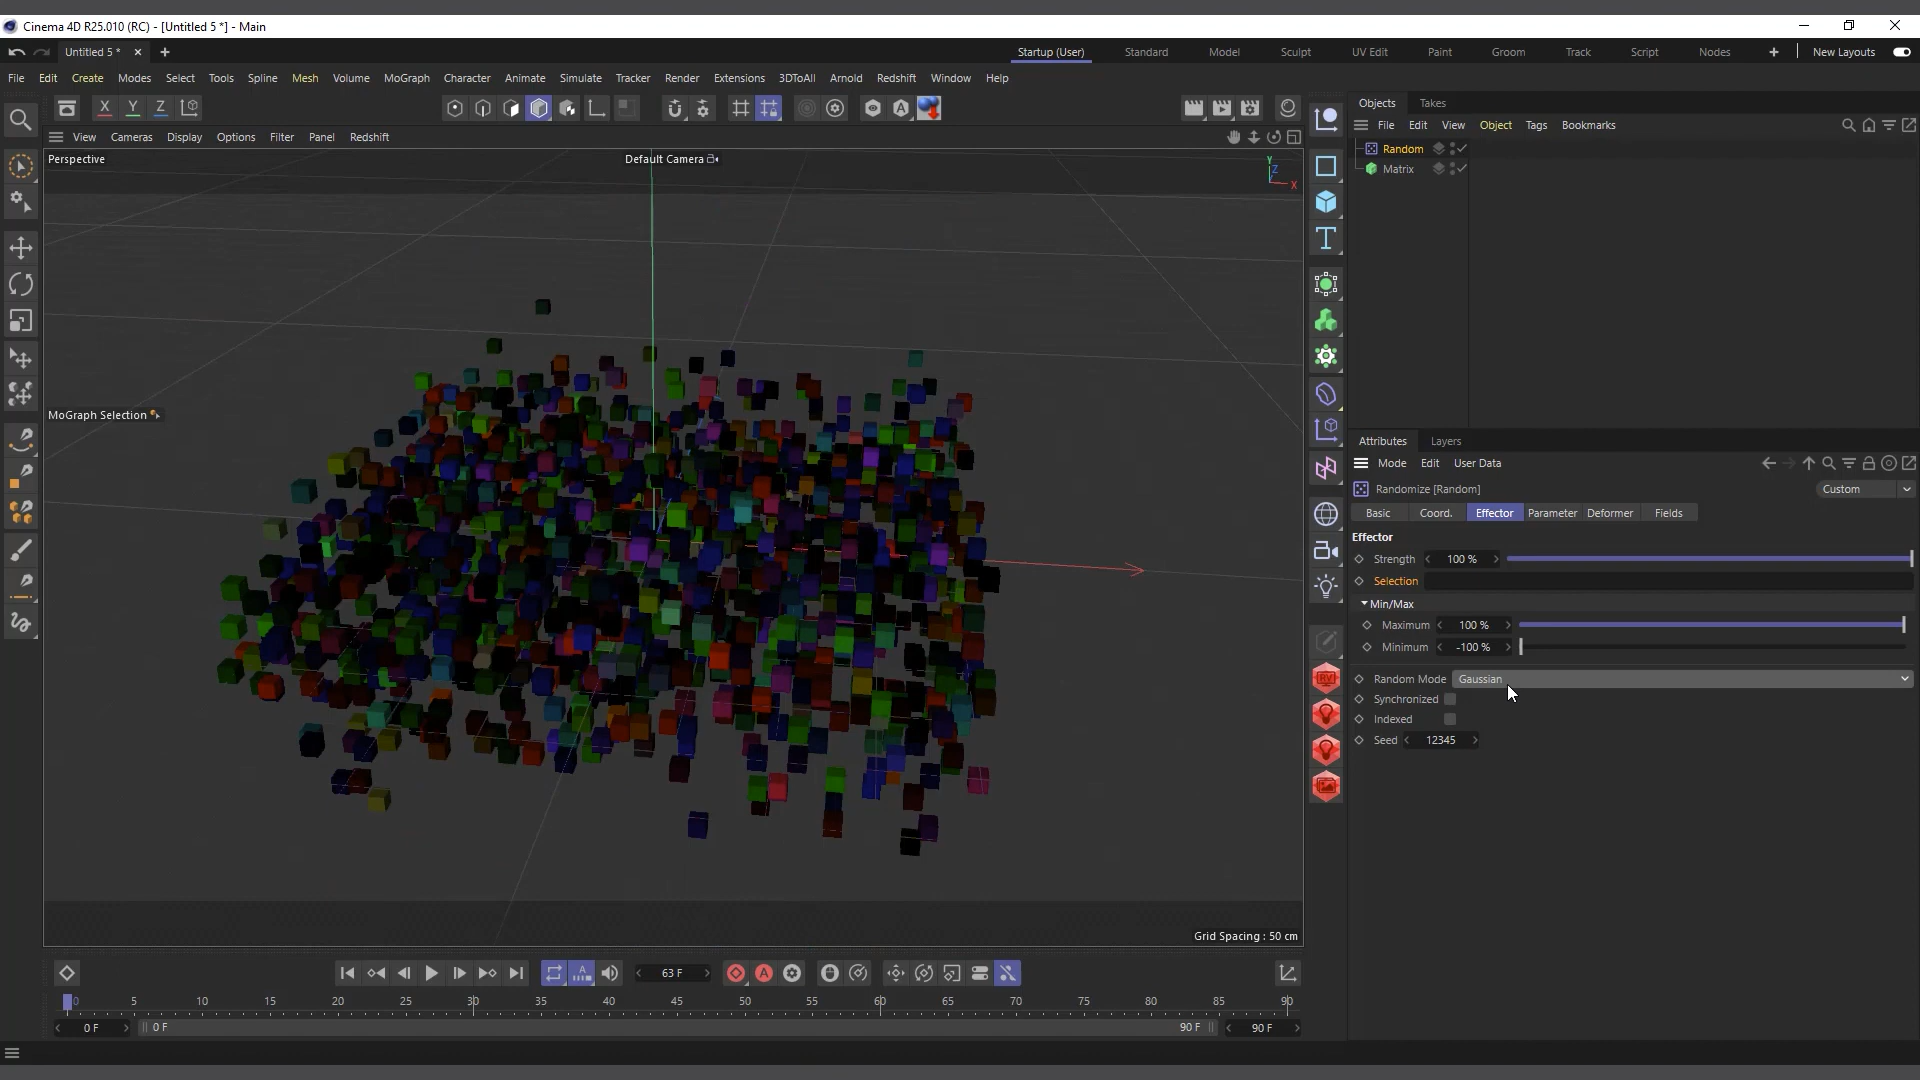 Cinema 4D R25.010 (RC) - [Untitled 5 *] - Main
Untitled 5 *
Startup (User) Standard Model Sculpt UV Edit Paint Groom Track Script Nodes New Layouts
File Edit Create Modes Select Tools Spline Mesh Volume MoGraph Character Animate Simulate Tracker Render Extensions 3DToAll Arnold Redshift Window Help
X Y Z
View Cameras Display Options Filter Panel Redshift
Perspective
Default Camera
Y
Z
X
MoGraph Selection
Grid Spacing : 50 cm
Objects Takes
File Edit View Object Tags Bookmarks
Random
Matrix
Attributes Layers
Mode Edit User Data
Randomize [Random]
Custom
Basic Coord. Effector Parameter Deformer Fields
Effector
Strength 100 %
Selection
Min/Max
Maximum 100 %
Minimum -100 %
Random Mode Gaussian
Synchronized
Indexed
Seed 12345
RV
63 F
0 5 10 15 20 25 30 35 40 45 50 55 60 65 70 75 80 85 90
0 F
0 F
90 F
90 F